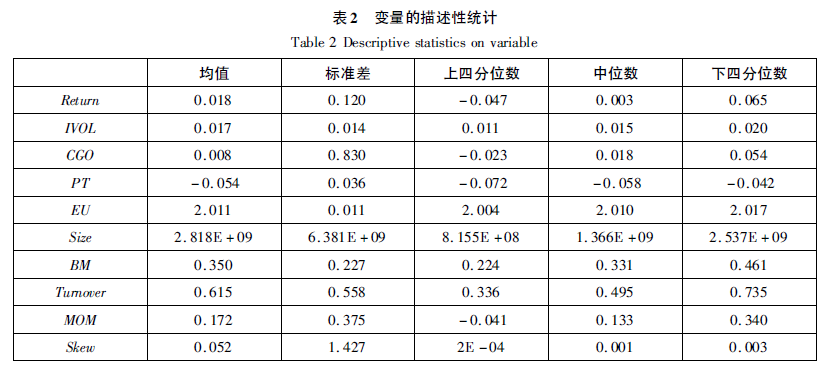 表 2 变量的描述性统计
Table 2 Descriptive statistics on variable
均值 标准差 上四分位数 中位数 下四分位数
Return 0.018 0.120 -0.047 0.003 0.065
IVOL 0.017 0.014 0.011 0.015 0.020
CGO 0.008 0.830 -0.023 0.018 0.054
PT -0.054 0.036 -0.072 -0.058 -0.042
EU 2.011 0.011 2.004 2.010 2.017
Size 2.818E+09 6.381E+09 8.155E+08 1.366E+09 2.537E+09
BM 0.350 0.227 0.224 0.331 0.461
Turnover 0.615 0.558 0.336 0.495 0.735
MOM 0.172 0.375 -0.041 0.133 0.340
Skew 0.052 1.427 2E-04 0.001 0.003